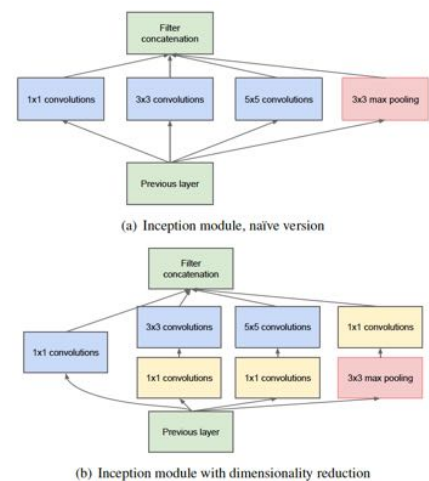 Filter
concatenation
1x1 convolutions
3x3 convolutions
5x5 convolutions
3x3 max pooling
Previous layer
(a) Inception module, naïve version
Filter
concatenation
3x3 convolutions
5x5 convolutions
1x1 convolutions
1x1 convolutions
1x1 convolutions
1x1 convolutions
3x3 max pooling
Previous layer
(b) Inception module with dimensionality reduction